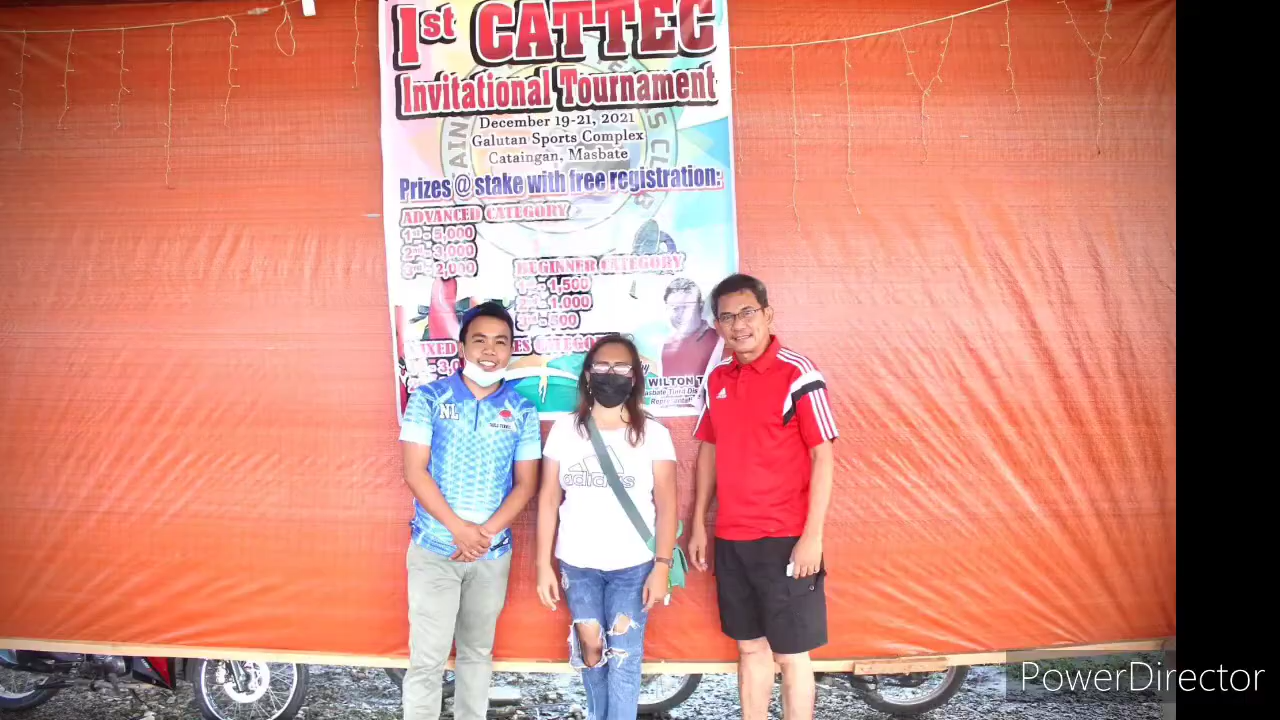 1st CATTEC
Invitational Tournament
December 19-21, 2021
Galutan Sports Complex
Cataingan, Masbate
Prizes @ stake with free registration:
ADVANCED CATEGORY
1st - 5,000
2nd - 3,000
3rd - 2,000
BEGINNER CATEGORY
1st - 1,500
2nd - 1,000
3rd - 500
WILTON T
NL
adidas
PowerDirector